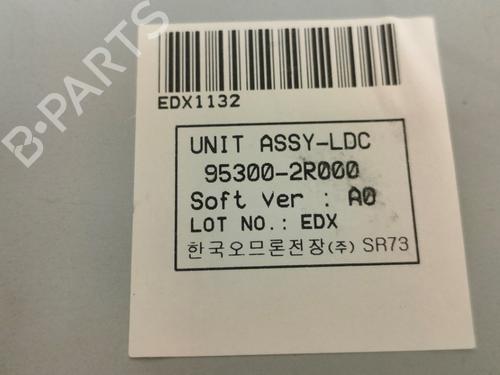 EDX1132
UNIT ASSY-LDC
95300-2R000
Soft Ver : A0
LOT NO.: EDX
한국오므론전장(주) SR73
B-PARTS